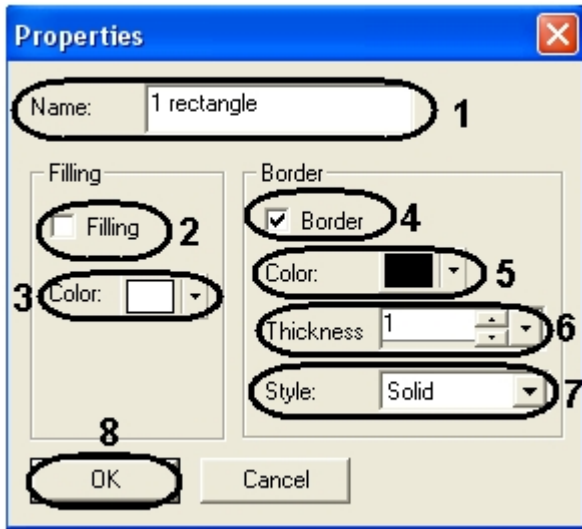 Properties
Name: 1 rectangle 1
Filling
Filling 2
3 Color:
Border
Border 4
Color: 5
Thickness 1 6
Style: Solid 7
8
OK Cancel